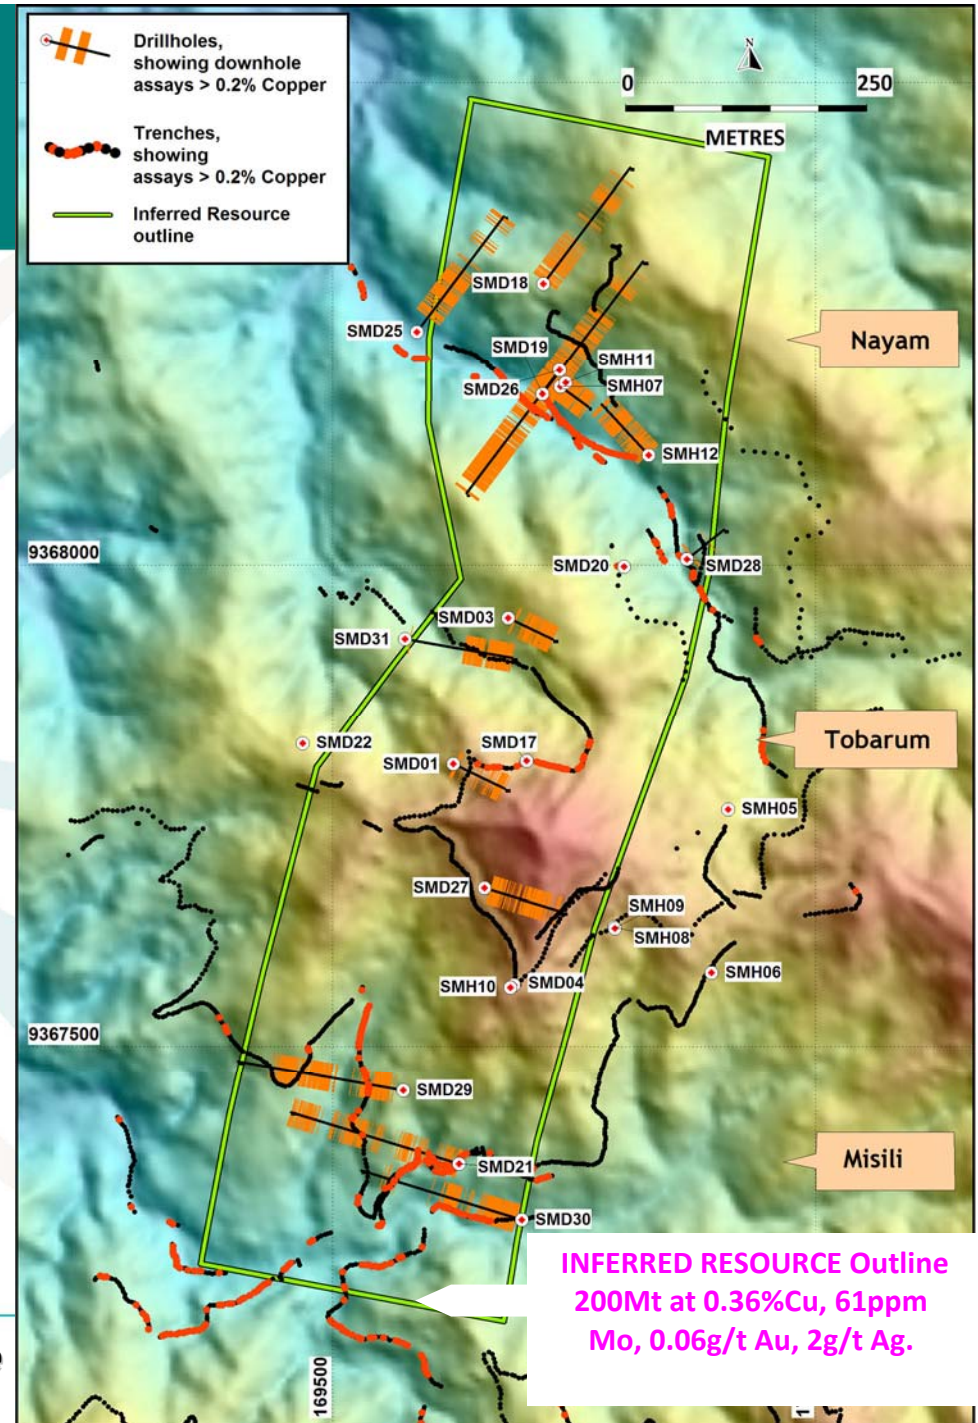 Drillholes,
showing downhole
assays > 0.2% Copper
Trenches,
showing
assays > 0.2% Copper
Inferred Resource
outline
N
0 250
METRES
SMD18
SMD25
Nayam
SMD19
SMH11
SMD26
SMH07
SMH12
9368000
SMD20
SMD28
SMD03
SMD31
SMD22
SMD17
SMD01
Tobarum
SMH05
SMD27
SMH09
SMH08
SMH10
SMD04
SMH06
9367500
SMD29
SMD21
Misili
SMD30
INFERRED RESOURCE Outline
200Mt at 0.36%Cu, 61ppm
Mo, 0.06g/t Au, 2g/t Ag.
169500